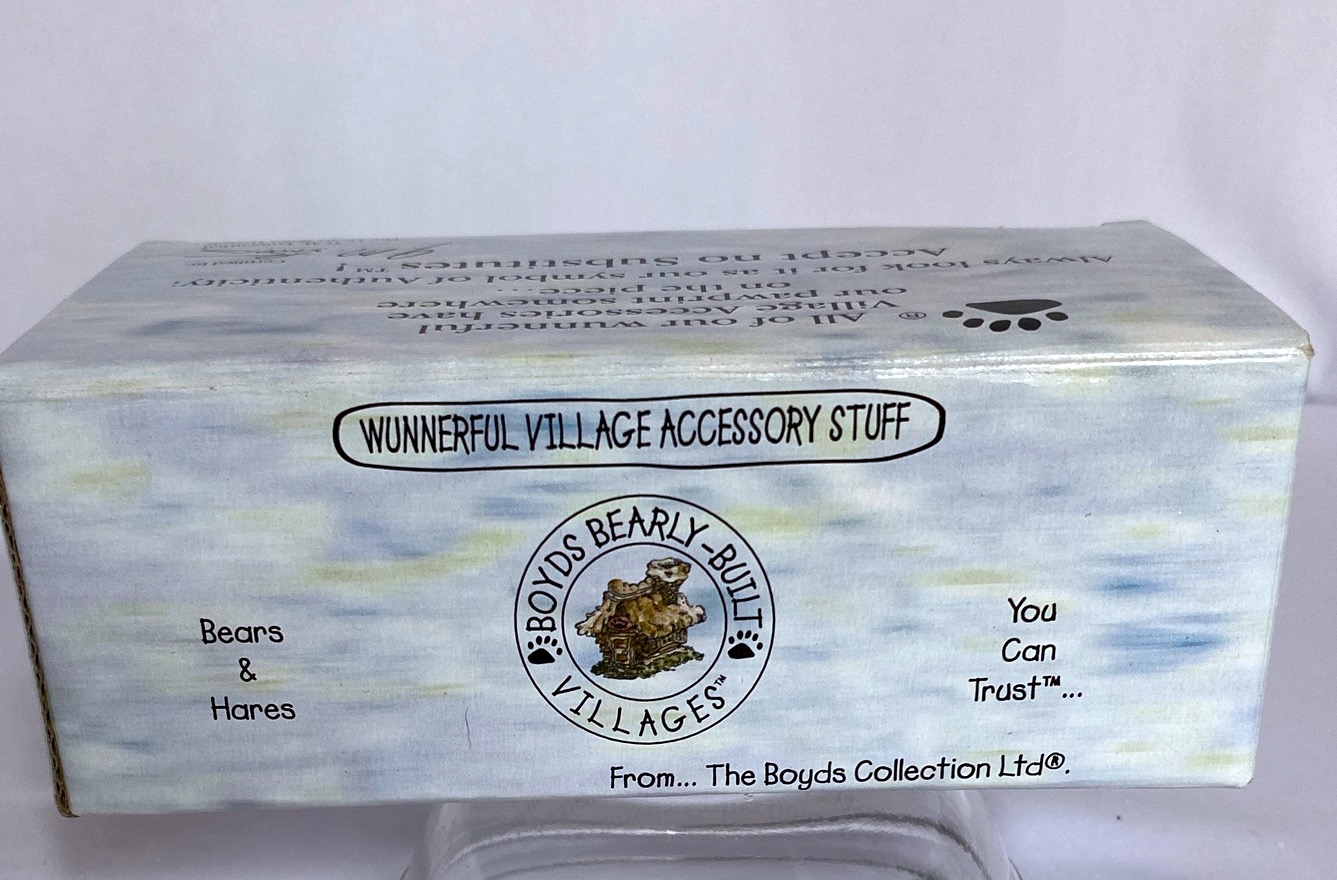 All of our wunnerful
Village Accessories have
our pawprint somewhere
on the piece...
Always look for it as our symbol of Authenticity.
Accept no Substitutes™!
®
WUNNERFUL VILLAGE ACCESSORY STUFF
BOYDS BEARLY-BUILT
VILLAGES™
Bears
&
Hares
You
Can
Trust™...
From... The Boyds Collection Ltd®.